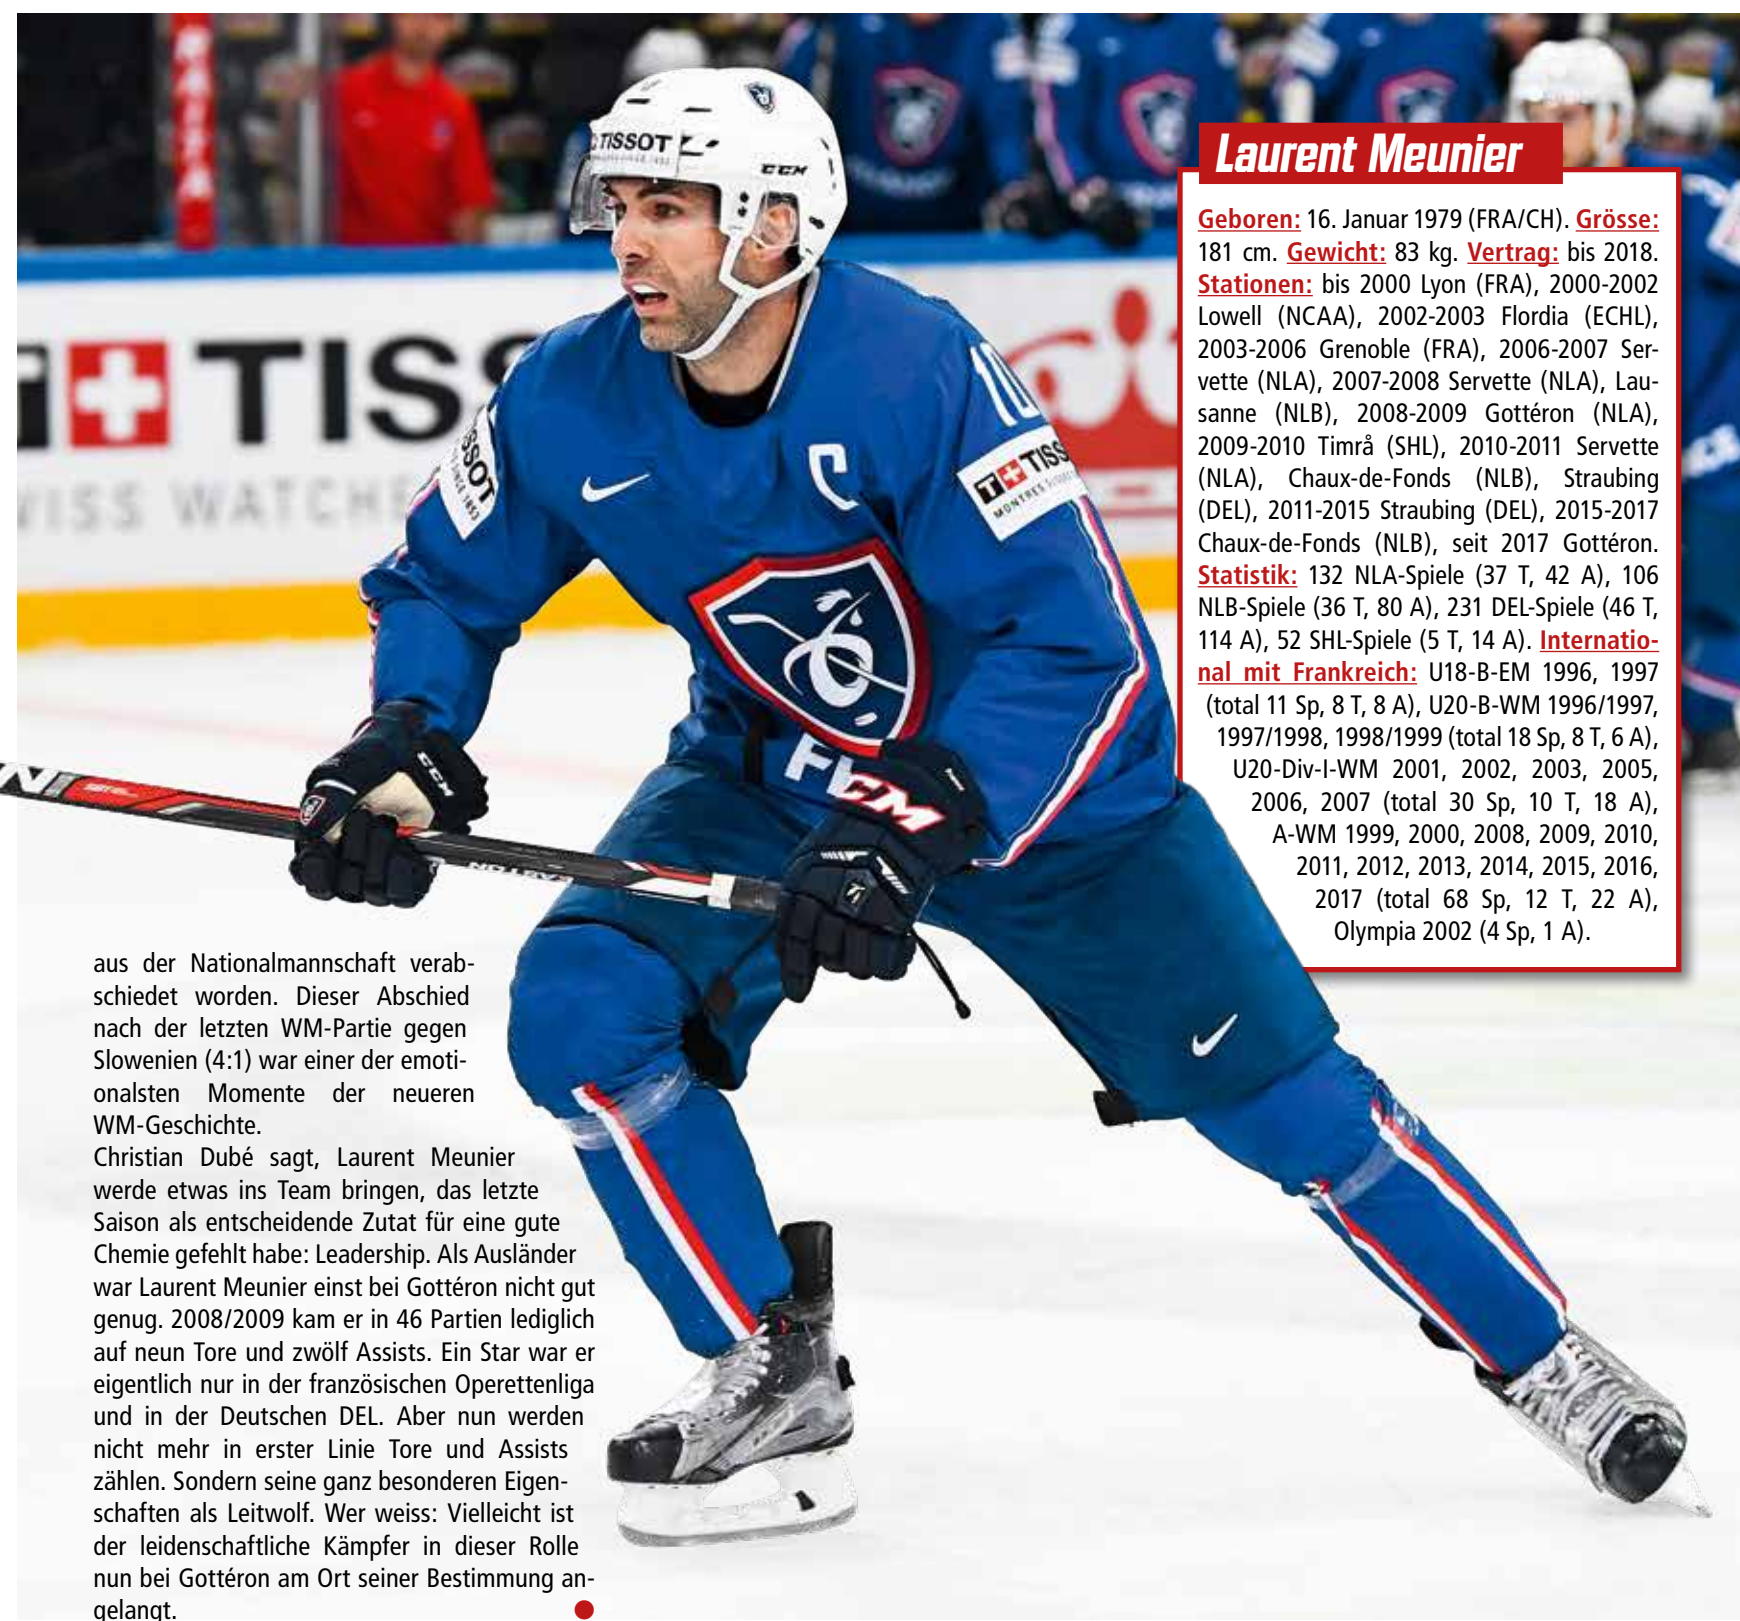 RAIFA
TISSOT
CCM
T+TISS
WISS WATCHE
10
C
SSOT
SINCE 1853
T+TISS
MONTRES SUISSES
CCM
CCM
EASTON
Laurent Meunier
Geboren: 16. Januar 1979 (FRA/CH). Grösse:
181 cm. Gewicht: 83 kg. Vertrag: bis 2018.
Stationen: bis 2000 Lyon (FRA), 2000-2002
Lowell (NCAA), 2002-2003 Flordia (ECHL),
2003-2006 Grenoble (FRA), 2006-2007 Ser-
vette (NLA), 2007-2008 Servette (NLA), Lau-
sanne (NLB), 2008-2009 Gottéron (NLA),
2009-2010 Timrå (SHL), 2010-2011 Servette
(NLA), Chaux-de-Fonds (NLB), Straubing
(DEL), 2011-2015 Straubing (DEL), 2015-2017
Chaux-de-Fonds (NLB), seit 2017 Gottéron.
Statistik: 132 NLA-Spiele (37 T, 42 A), 106
NLB-Spiele (36 T, 80 A), 231 DEL-Spiele (46 T,
114 A), 52 SHL-Spiele (5 T, 14 A). Internatio-
nal mit Frankreich: U18-B-EM 1996, 1997
(total 11 Sp, 8 T, 8 A), U20-B-WM 1996/1997,
1997/1998, 1998/1999 (total 18 Sp, 8 T, 6 A),
U20-Div-I-WM 2001, 2002, 2003, 2005,
2006, 2007 (total 30 Sp, 10 T, 18 A),
A-WM 1999, 2000, 2008, 2009, 2010,
2011, 2012, 2013, 2014, 2015, 2016,
2017 (total 68 Sp, 12 T, 22 A),
Olympia 2002 (4 Sp, 1 A).
aus der Nationalmannschaft verab-
schiedet worden. Dieser Abschied
nach der letzten WM-Partie gegen
Slowenien (4:1) war einer der emoti-
onalsten Momente der neueren
WM-Geschichte.
Christian Dubé sagt, Laurent Meunier
werde etwas ins Team bringen, das letzte
Saison als entscheidende Zutat für eine gute
Chemie gefehlt habe: Leadership. Als Ausländer
war Laurent Meunier einst bei Gottéron nicht gut
genug. 2008/2009 kam er in 46 Partien lediglich
auf neun Tore und zwölf Assists. Ein Star war er
eigentlich nur in der französischen Operettenliga
und in der Deutschen DEL. Aber nun werden
nicht mehr in erster Linie Tore und Assists
zählen. Sondern seine ganz besonderen Eigen-
schaften als Leitwolf. Wer weiss: Vielleicht ist
der leidenschaftliche Kämpfer in dieser Rolle
nun bei Gottéron am Ort seiner Bestimmung an-
gelangt.